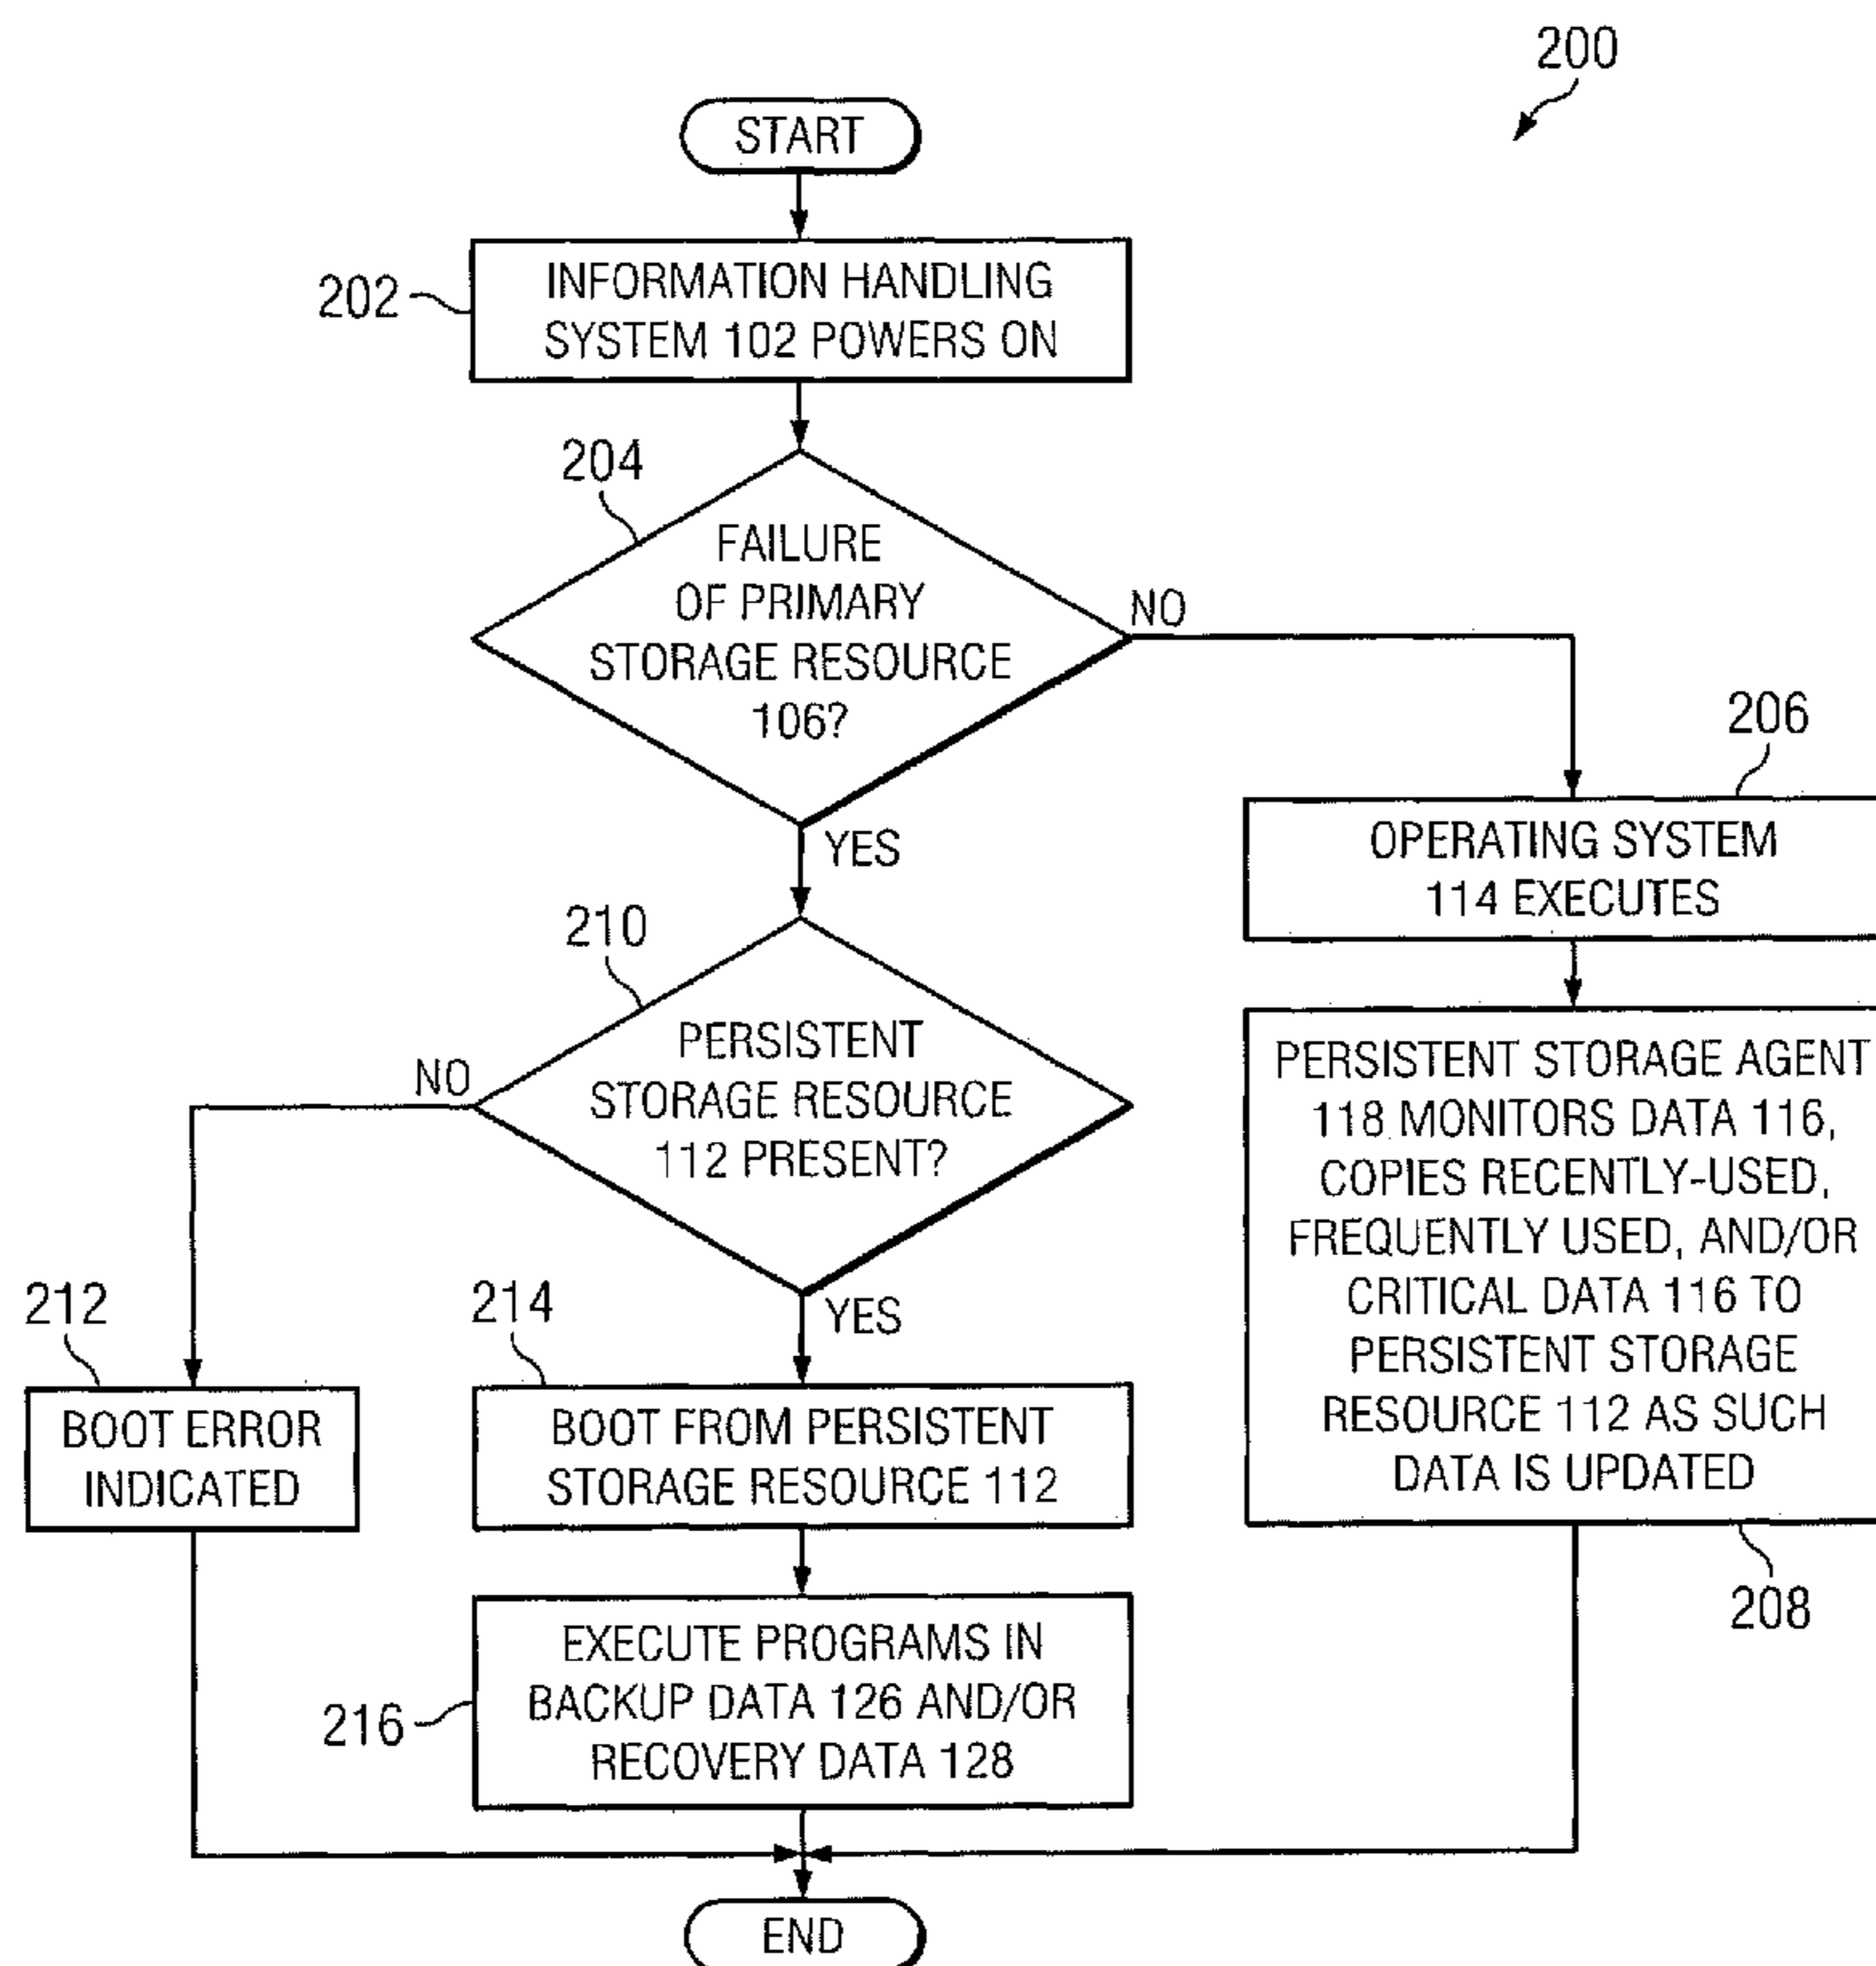 200
START
202
INFORMATION HANDLING
SYSTEM 102 POWERS ON
204
FAILURE
OF PRIMARY
STORAGE RESOURCE
106?
NO
YES
206
OPERATING SYSTEM
114 EXECUTES
210
PERSISTENT
STORAGE RESOURCE
112 PRESENT?
NO
YES
PERSISTENT STORAGE AGENT
118 MONITORS DATA 116,
COPIES RECENTLY-USED,
FREQUENTLY USED, AND/OR
CRITICAL DATA 116 TO
PERSISTENT STORAGE
RESOURCE 112 AS SUCH
DATA IS UPDATED
208
212
BOOT ERROR
INDICATED
214
BOOT FROM PERSISTENT
STORAGE RESOURCE 112
216
EXECUTE PROGRAMS IN
BACKUP DATA 126 AND/OR
RECOVERY DATA 128
END